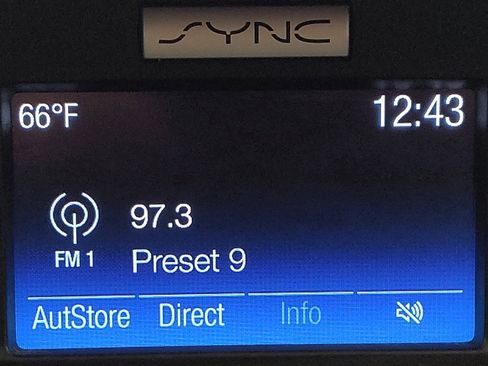 SYNC
66°F 12:43
97.3
FM 1 Preset 9
AutStore Direct Info